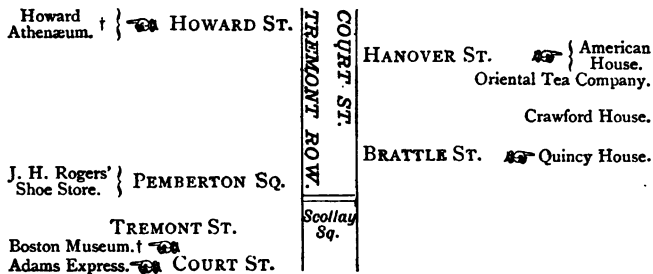 Howard
Athenæum. † HOWARD ST.
TREMONT ROW.
COURT ST.
HANOVER ST. American
House.
Oriental Tea Company.
Crawford House.
BRATTLE ST. Quincy House.
J. H. Rogers'
Shoe Store. PEMBERTON SQ.
Scollay
Sq.
TREMONT ST.
Boston Museum.†
Adams Express. COURT ST.